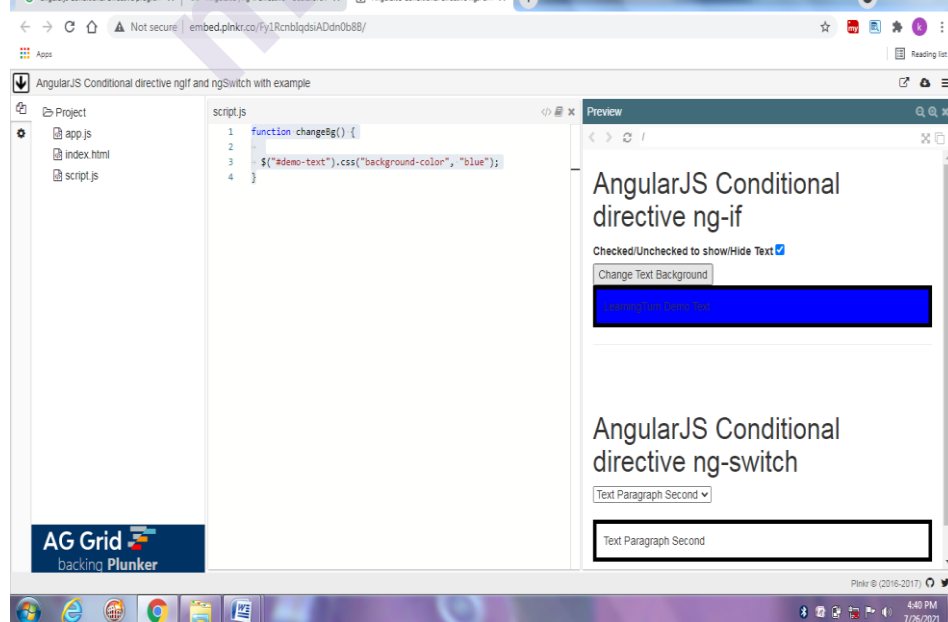 Not secure | embed.plnkr.co/Fy1RcnbIqdsiADdn0b8B/
my
k
Apps
Reading list
AngularJS Conditional directive ngIf and ngSwitch with example
Project
app.js
index.html
script.js
script.js
1 function changeBg() {
2
3 $("#demo-text").css("background-color", "blue");
4 }
Preview
/
AngularJS Conditional
directive ng-if
Checked/Unchecked to show/Hide Text
Change Text Background
LearningTurn Demo Text
AngularJS Conditional
directive ng-switch
Text Paragraph Second
Text Paragraph Second
AG Grid
backing Plunker
Plnkr © (2016-2017)
4:40 PM
7/26/2021